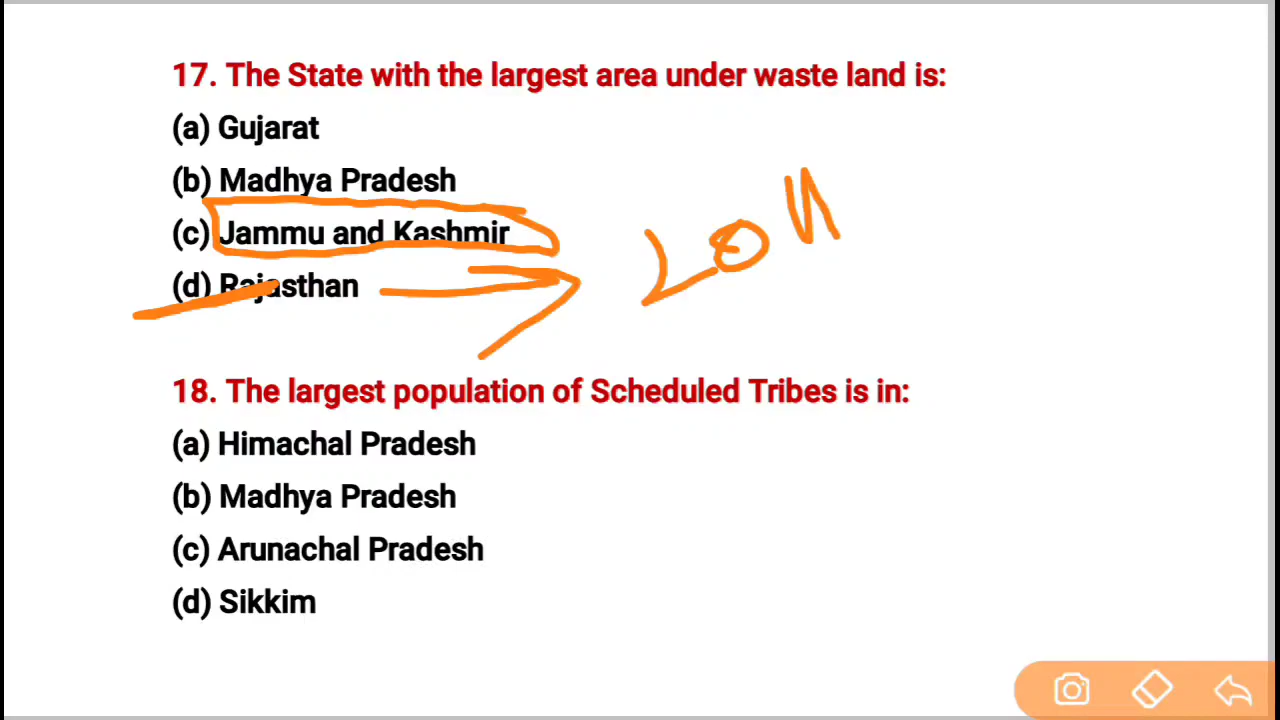 17. The State with the largest area under waste land is:
(a) Gujarat
(b) Madhya Pradesh
(c) Jammu and Kashmir
(d) Rajasthan
18. The largest population of Scheduled Tribes is in:
(a) Himachal Pradesh
(b) Madhya Pradesh
(c) Arunachal Pradesh
(d) Sikkim